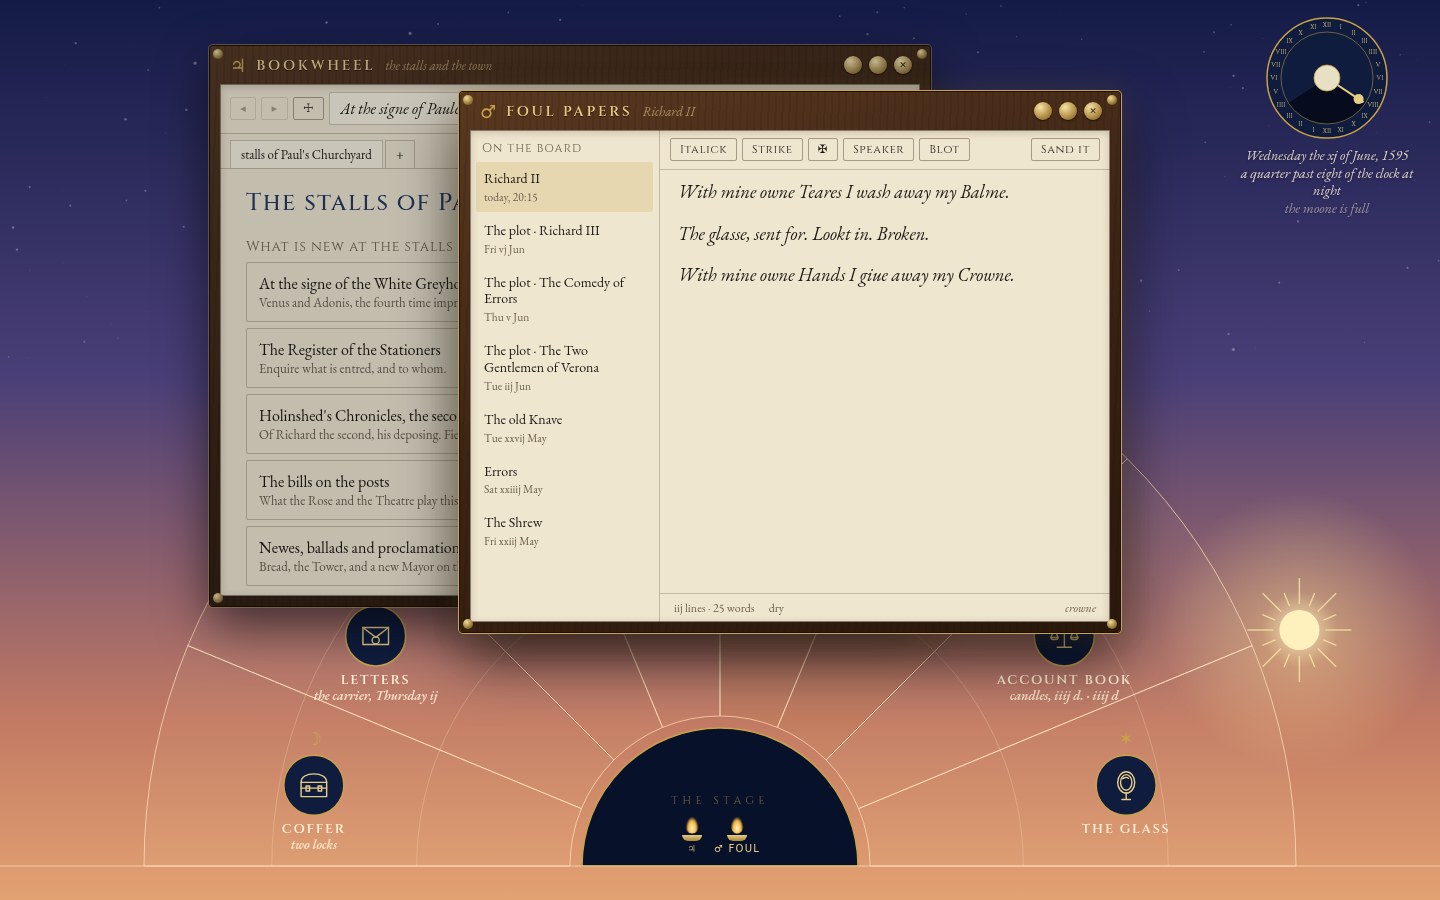 BOOKWHEEL the stalls and the town
At the signe of Paul
stalls of Paul's Churchyard +
THE STALLS OF
WHAT IS NEW AT THE STALLS
At the signe of the White
Venus and Adonis, the fourth time
The Register of the Stationers
Enquire what is entred, and to whom.
Holinshed's Chronicles, the
Of Richard the second, his deposing.
The bills on the posts
What the Rose and the Theatre play
Newes, ballads and
Bread, the Tower, and a new Mayor on
FOUL PAPERS Richard II
ON THE BOARD
Richard II
today, 20:15
The plot · Richard III
Fri vj Jun
The plot · The Comedy of
Errors
Thu v Jun
The plot · The Two
Gentlemen of Verona
Tue iij Jun
The old Knave
Tue xxvij May
Errors
Sat xxiiij May
The Shrew
Fri xxiij May
ITALICK STRIKE ✠ SPEAKER BLOT SAND IT
With mine owne Teares I wash away my Balme.
The glasse, sent for. Lookt in. Broken.
With mine owne Hands I giue away my Crowne.
iij lines · 25 words dry crowne
Wednesday the xj of June, 1595
a quarter past eight of the clock at
night
the moone is full
LETTERS
the carrier, Thursday ij
ACCOUNT BOOK
candles, iiij d. · iiij d
COFFER
two locks
THE GLASS
THE STAGE
♃ ♂ FOUL